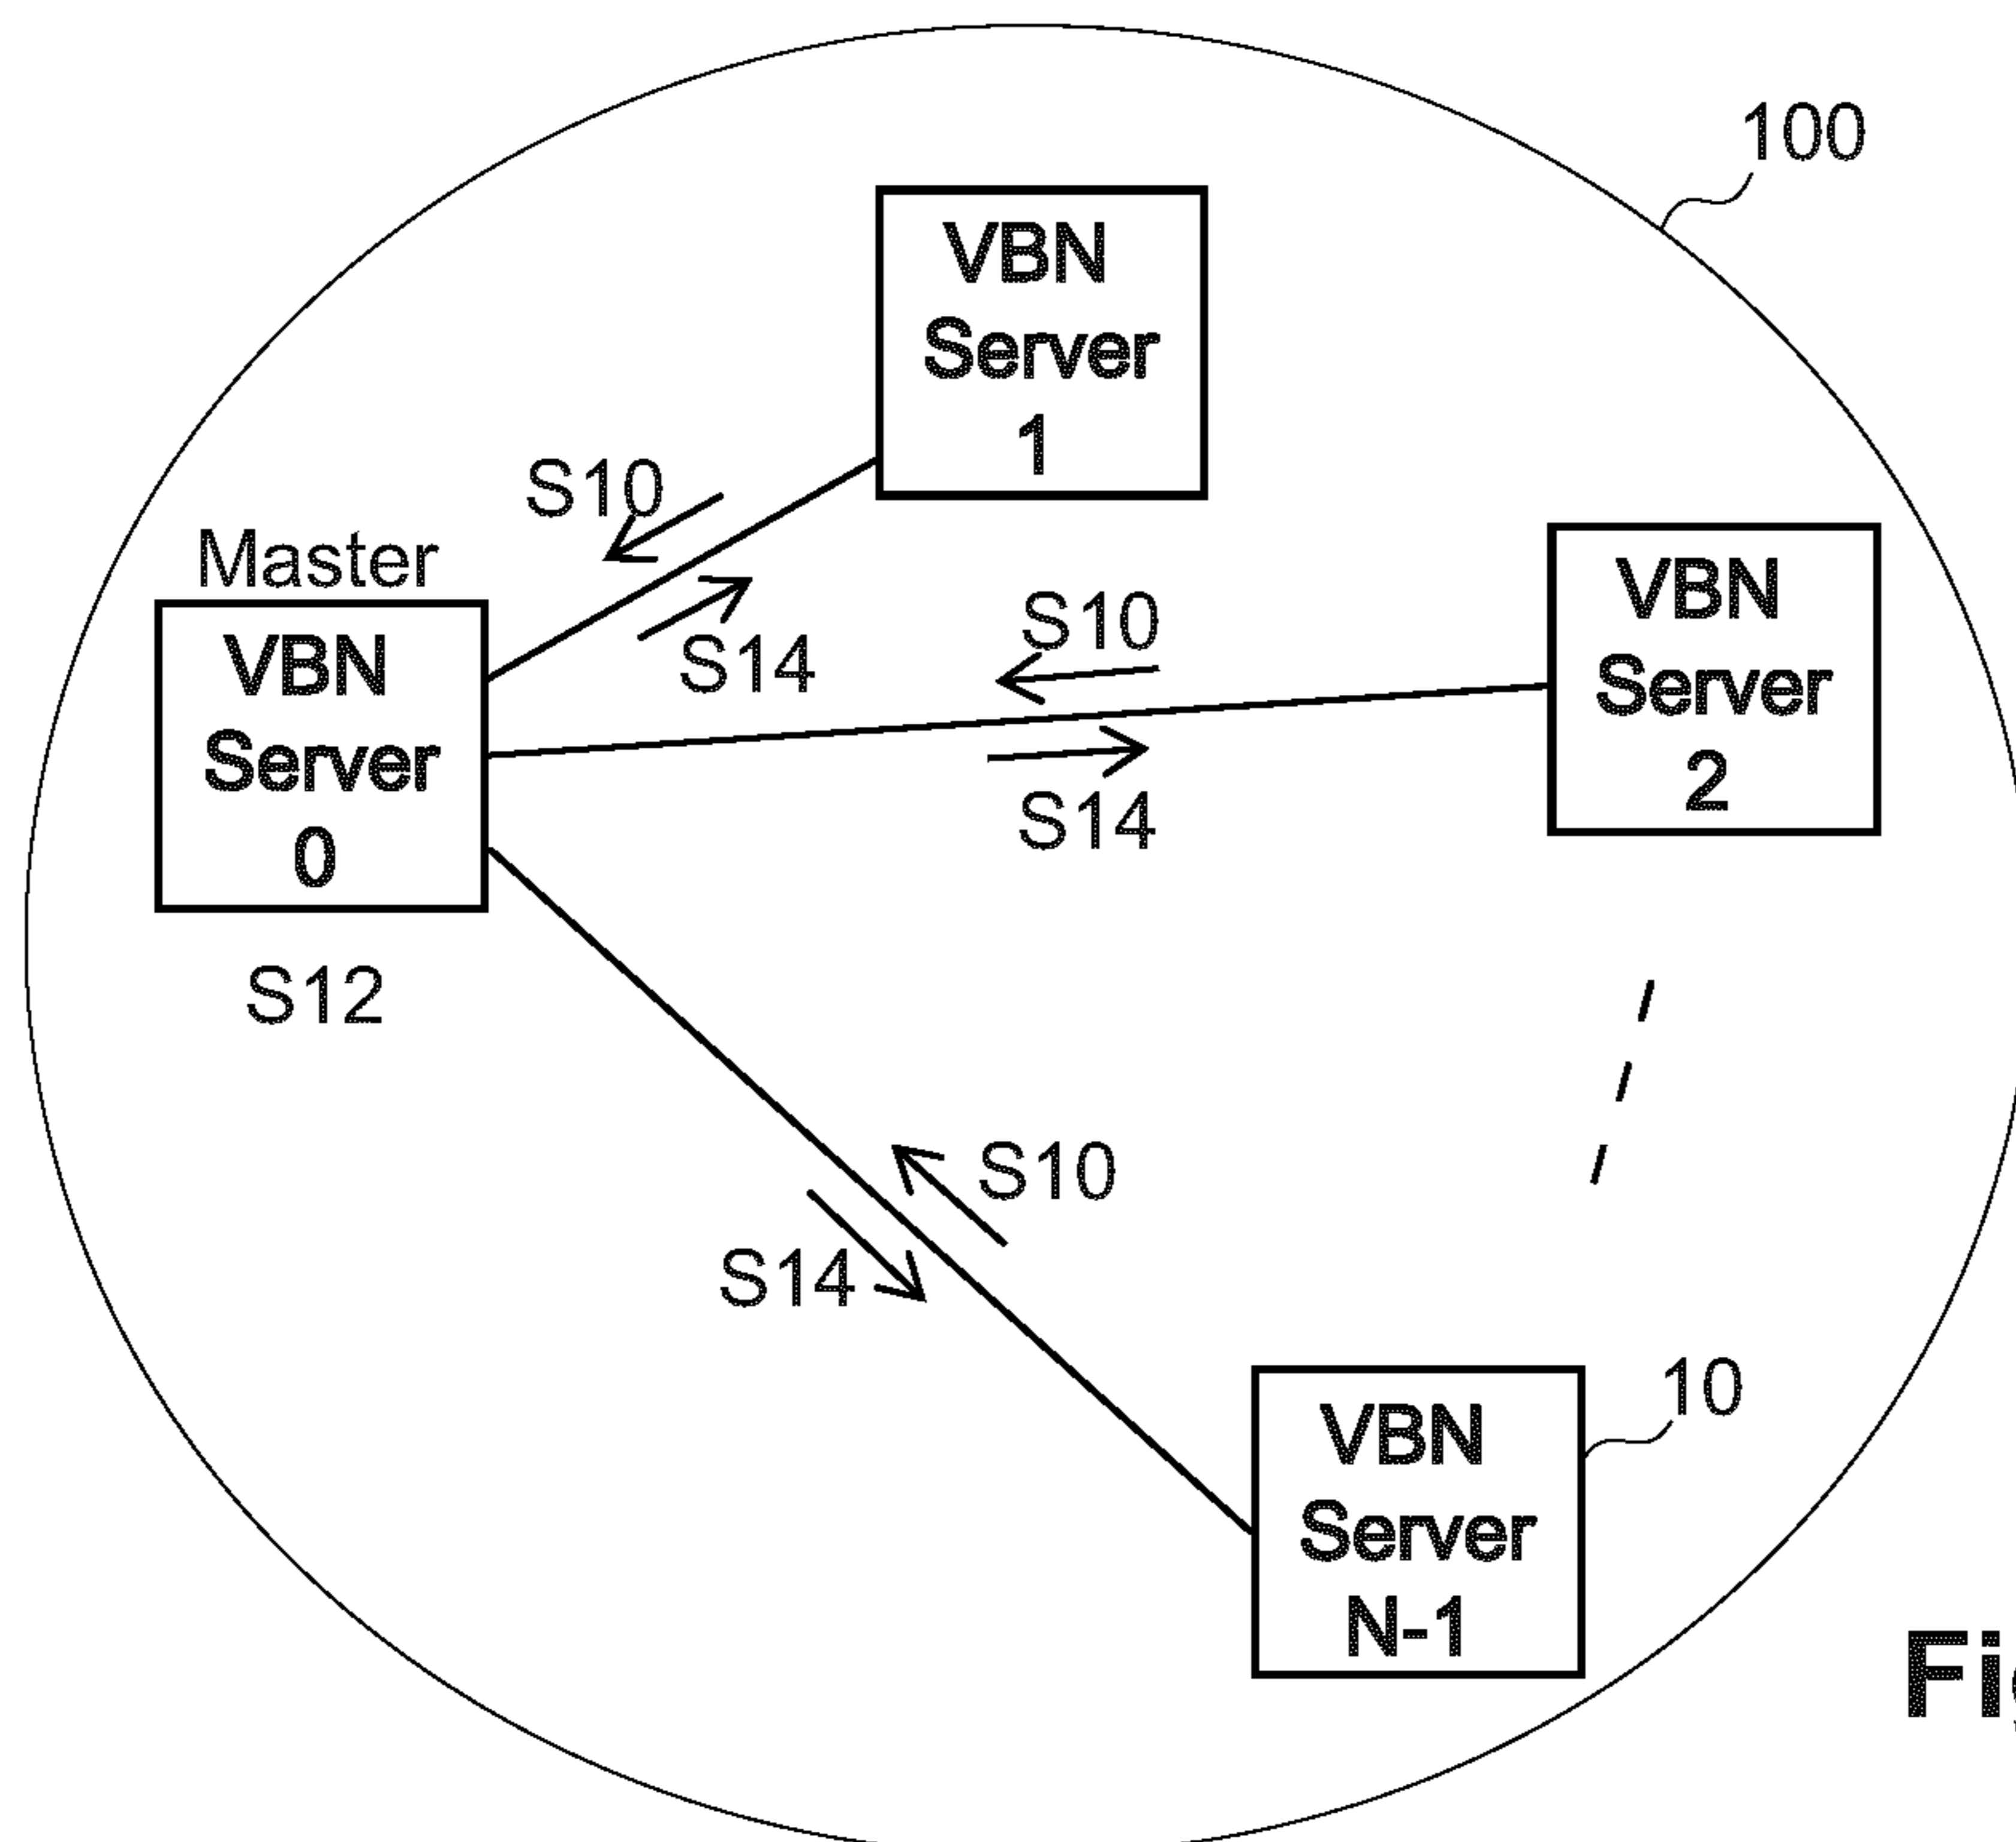 100
VBN
Server
1
S10
Master
S14
S10
VBN
Server
0
VBN
Server
2
S14
S12
S10
S14
10
VBN
Server
N-1